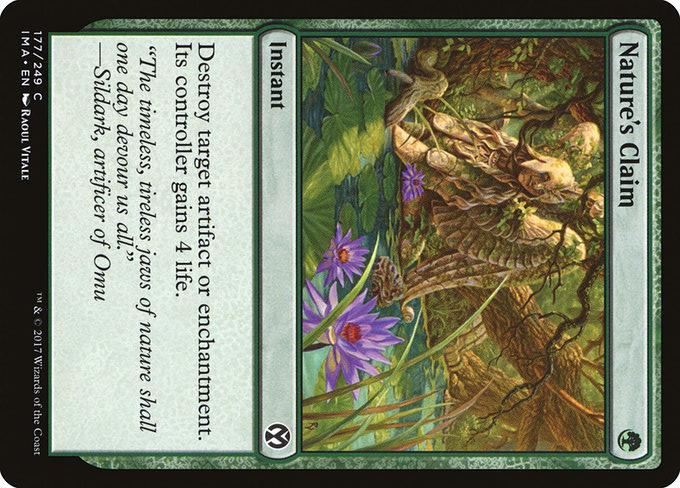 Nature's Claim
Instant
Destroy target artifact or enchantment.
Its controller gains 4 life.
"The timeless, tireless jaws of nature shall
one day devour us all."
—Sildark, artificer of Omu
177/249 C
IMA • EN Raoul Vitale
™ & © 2017 Wizards of the Coast